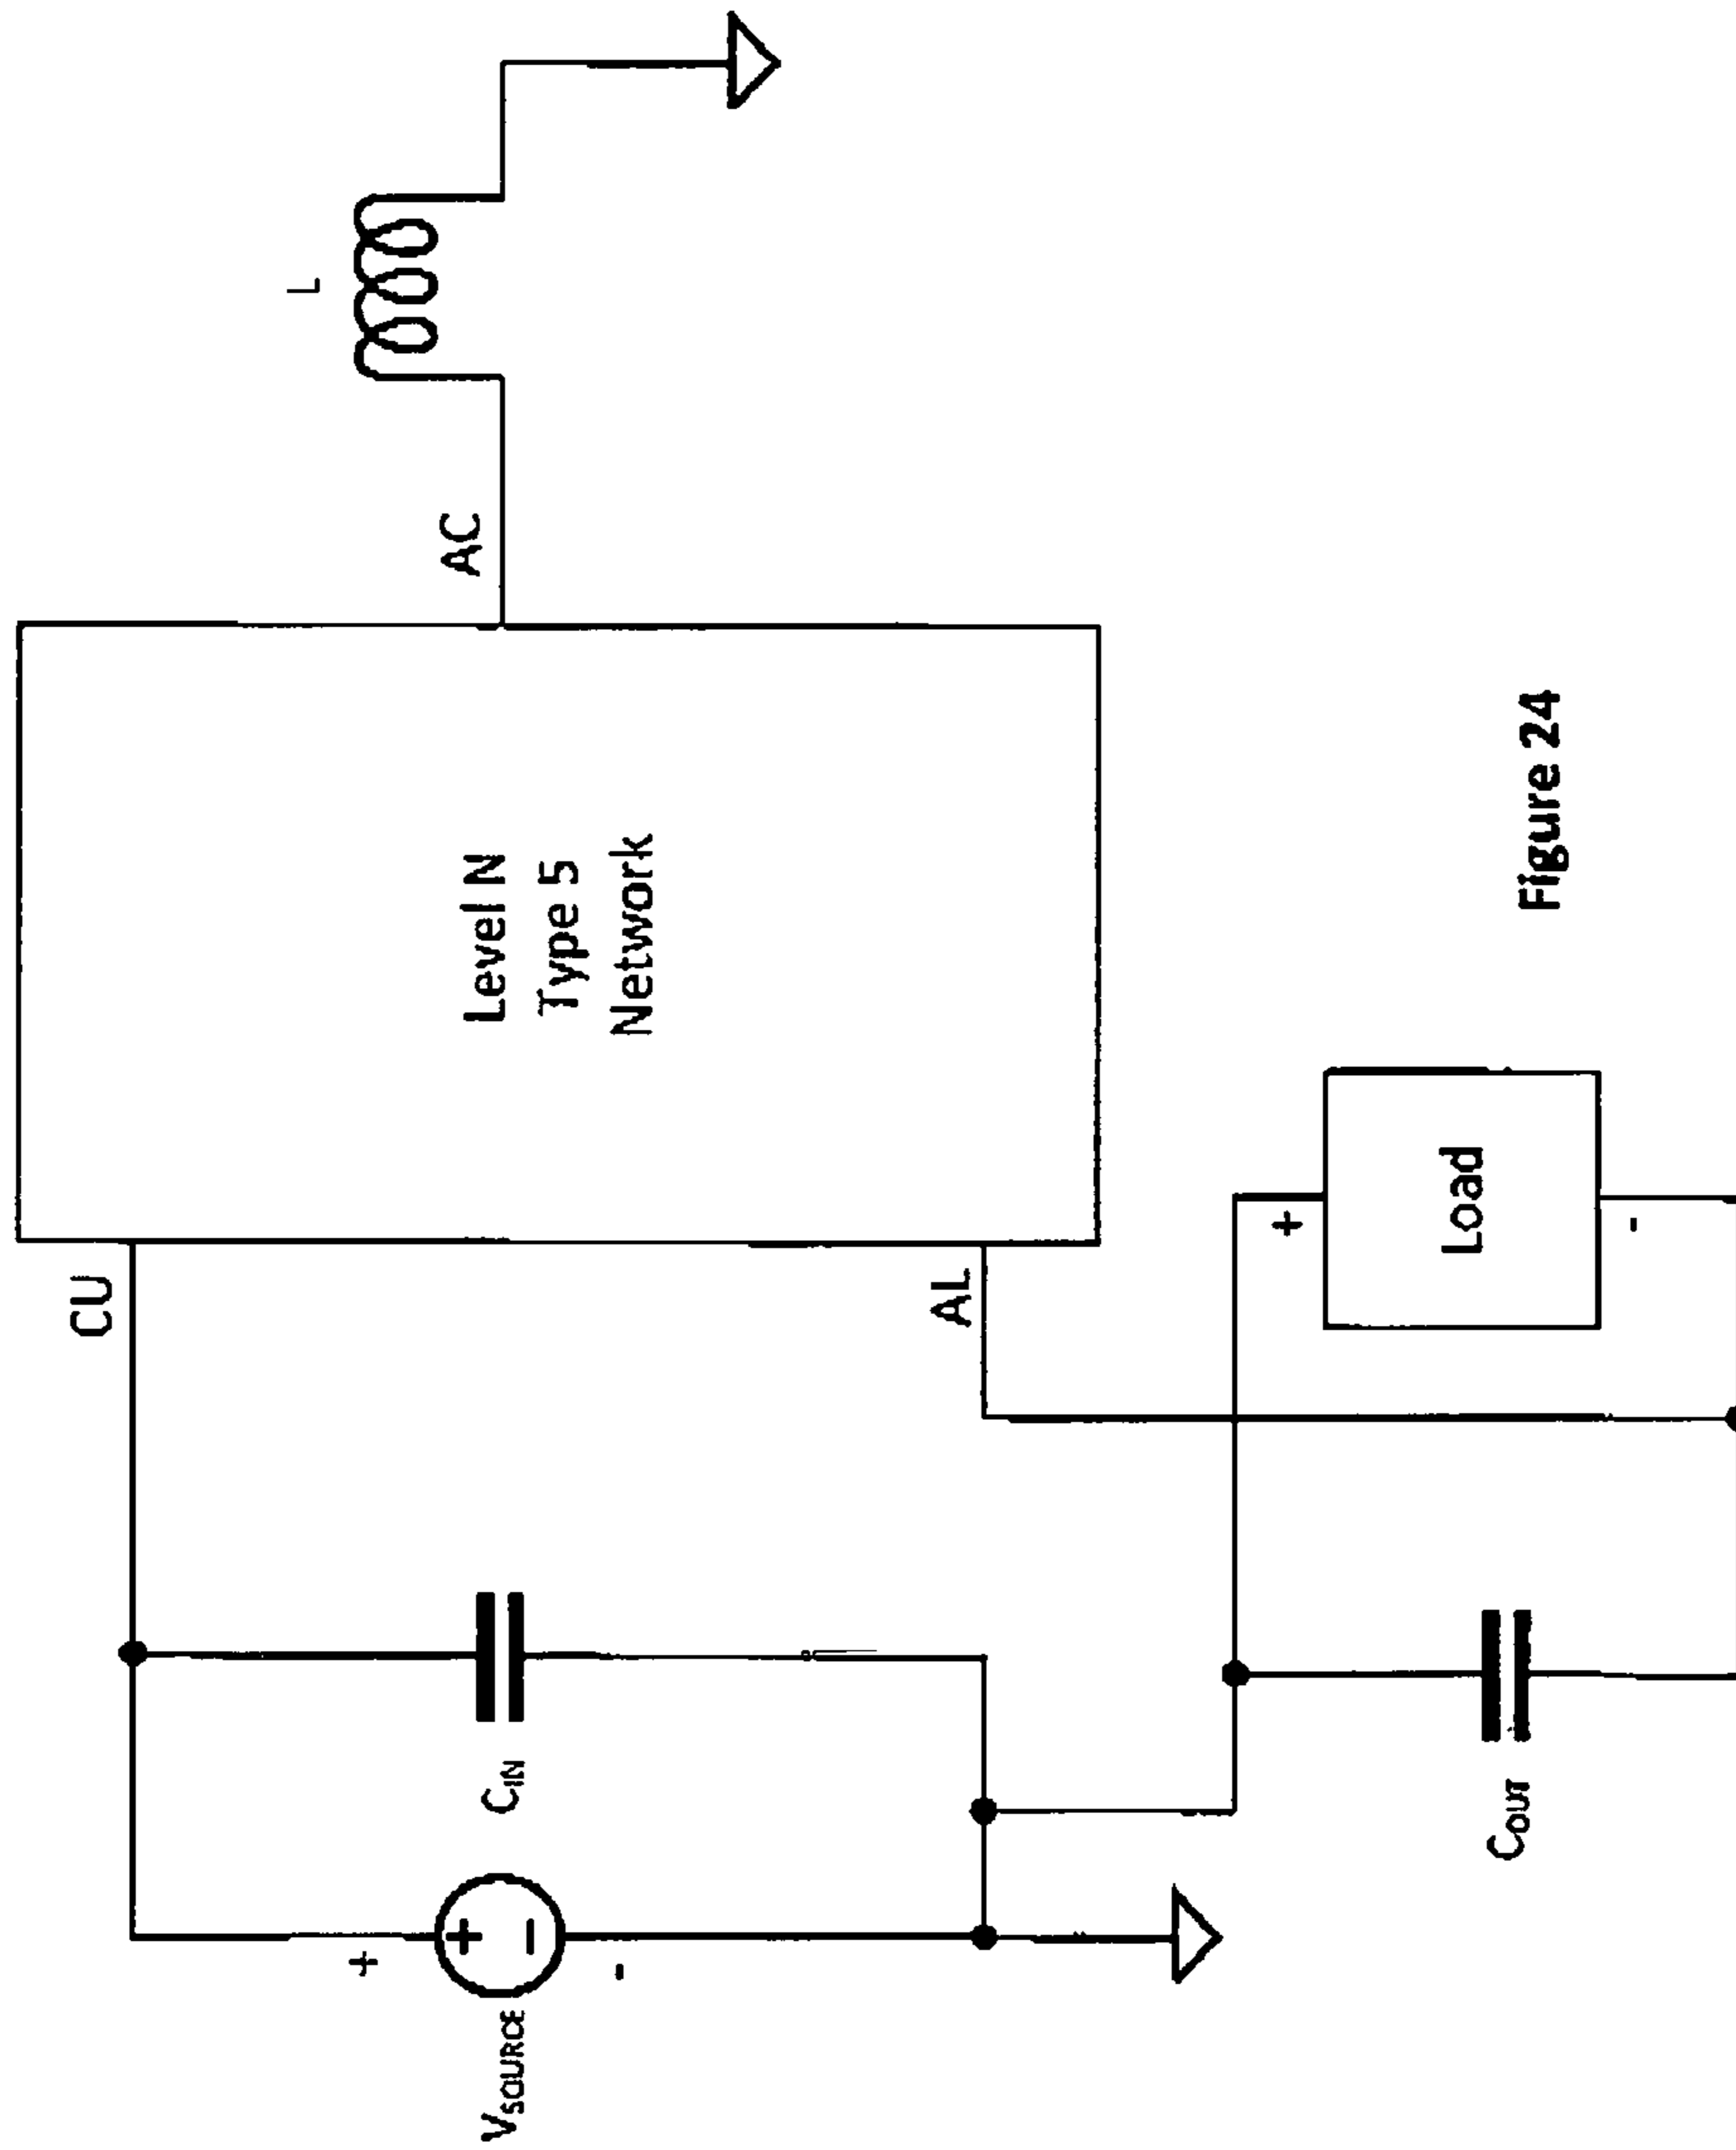 L
AC
Level N
Type 5
Network
CU
AL
+
Load
-
CIN
COUT
+
+
-
-
VSOURCE
Figure 24